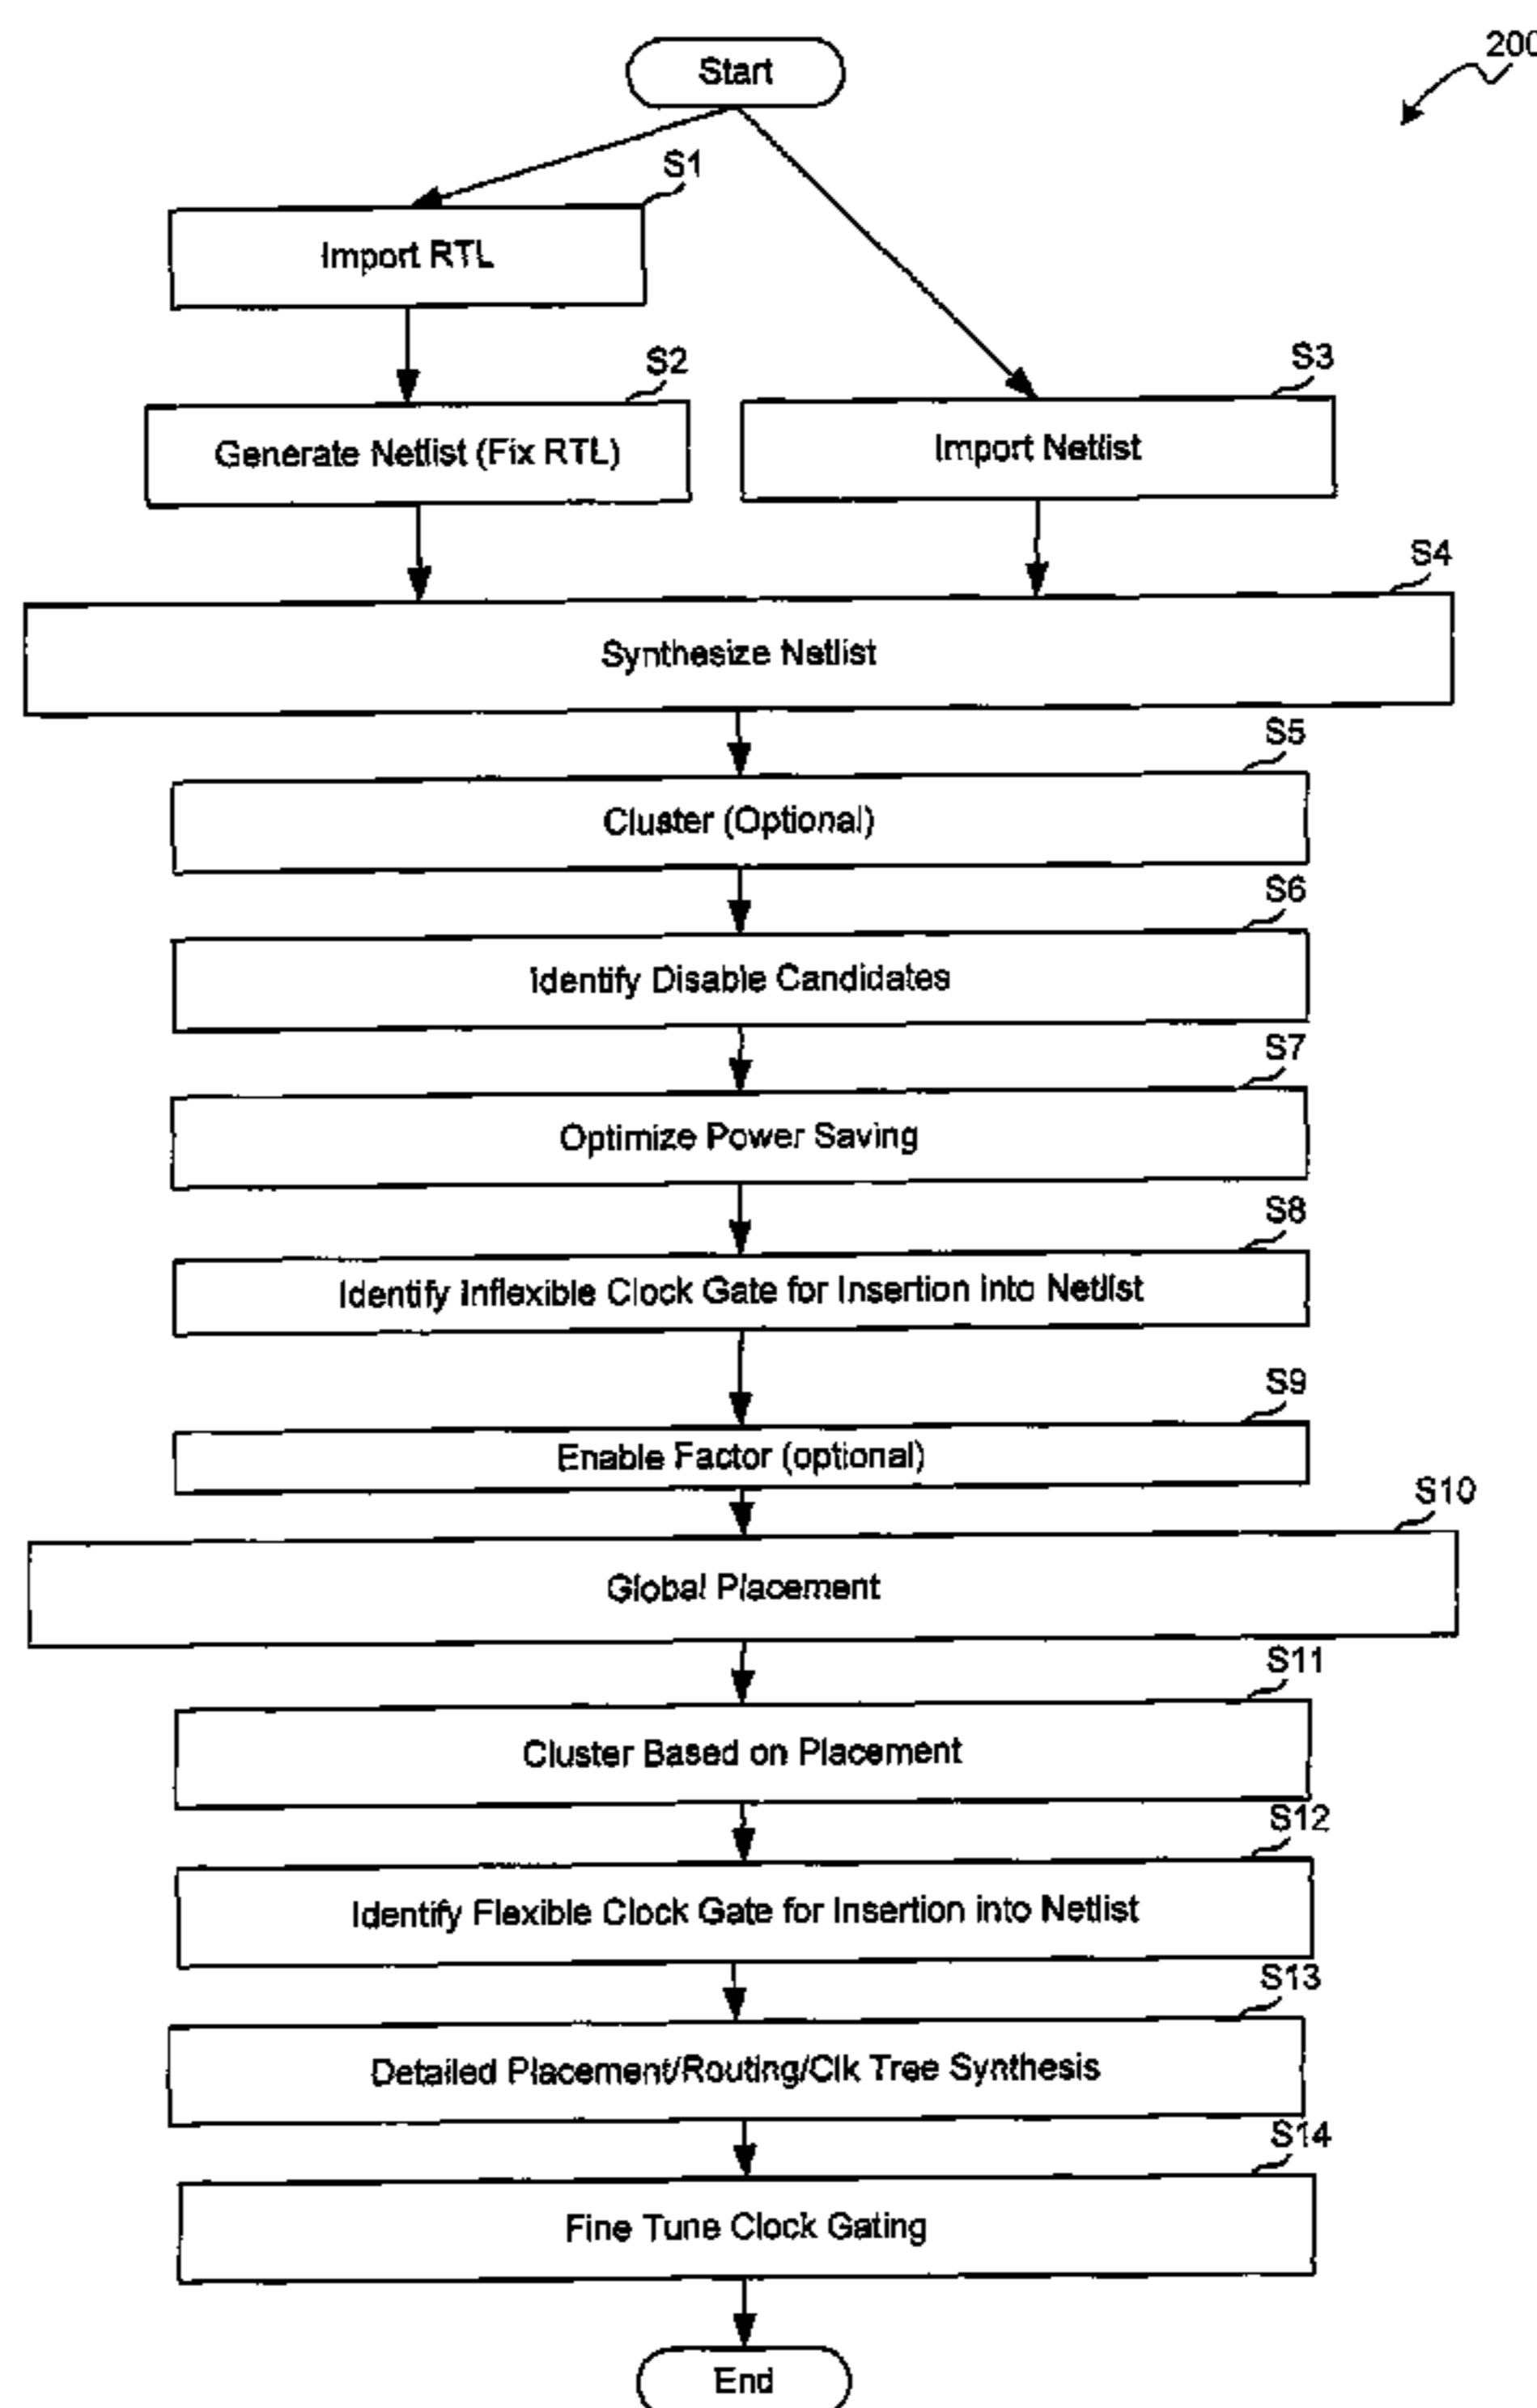 200
Start
S1
Import RTL
S2
Generate Netlist (Fix RTL)
S3
Import Netlist
S4
Synthesize Netlist
S5
Cluster (Optional)
S6
Identify Disable Candidates
S7
Optimize Power Saving
S8
Identify Inflexible Clock Gate for Insertion into Netlist
S9
Enable Factor (optional)
S10
Global Placement
S11
Cluster Based on Placement
S12
Identify Flexible Clock Gate for Insertion into Netlist
S13
Detailed Placement/Routing/Clk Tree Synthesis
S14
Fine Tune Clock Gating
End